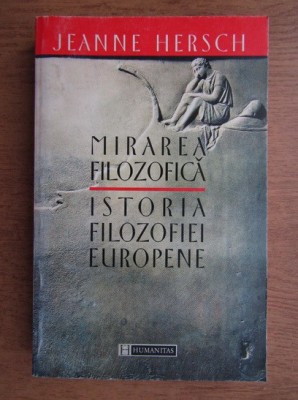 JEANNE HERSCH
MIRAREA
FILOZOFICĂ
ISTORIA
FILOZOFIEI
EUROPENE
H HUMANITAS